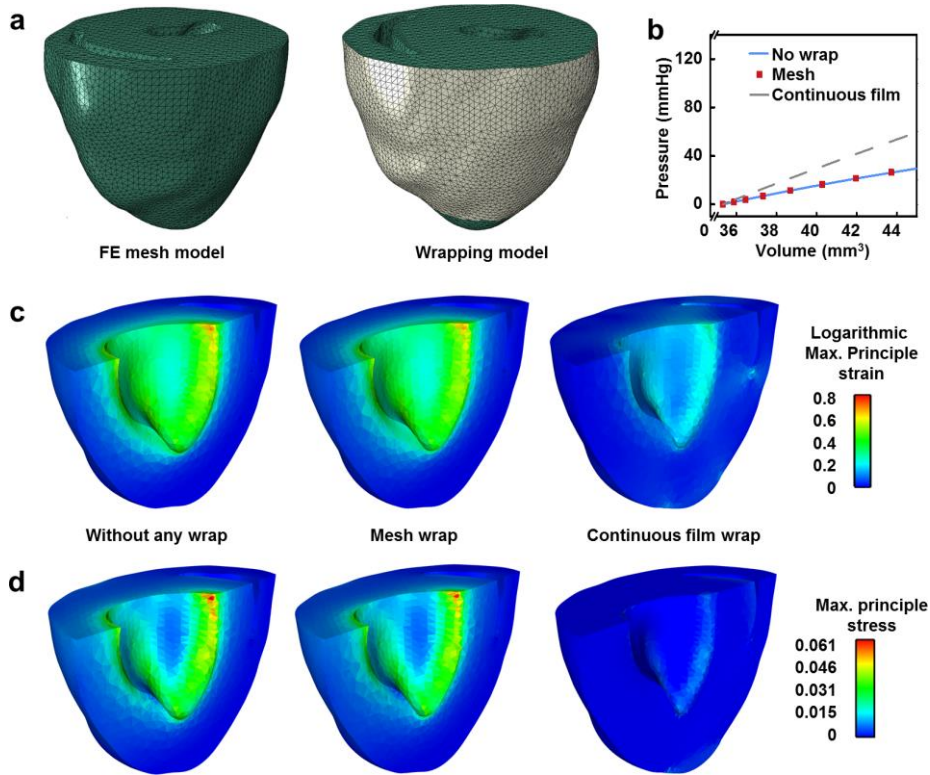 a
FE mesh model
Wrapping model
b
Pressure (mmHg)
120
80
40
0
No wrap
Mesh
Continuous film
0 36 38 40 42 44
Volume (mm³)
c
Without any wrap
Mesh wrap
Continuous film wrap
Logarithmic
Max. Principle
strain
0.8
0.6
0.4
0.2
0
d
Max. principle
stress
0.061
0.046
0.031
0.015
0